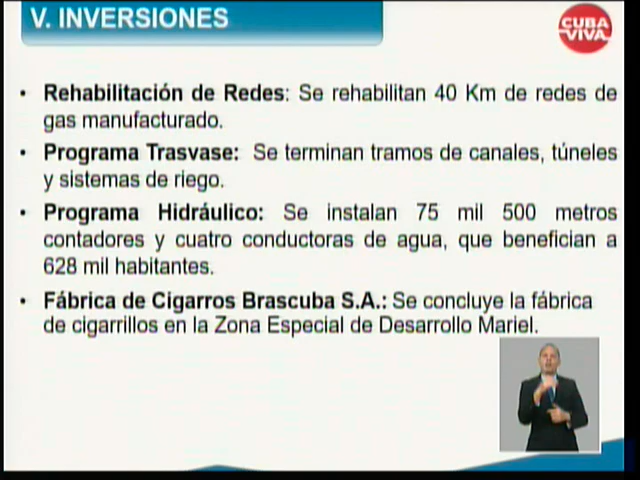 V. INVERSIONES
CUBA
VIVA
• Rehabilitación de Redes: Se rehabilitan 40 Km de redes de
gas manufacturado.
• Programa Trasvase: Se terminan tramos de canales, túneles
y sistemas de riego.
• Programa Hidráulico: Se instalan 75 mil 500 metros
contadores y cuatro conductoras de agua, que benefician a
628 mil habitantes.
• Fábrica de Cigarros Brascuba S.A.: Se concluye la fábrica
de cigarrillos en la Zona Especial de Desarrollo Mariel.